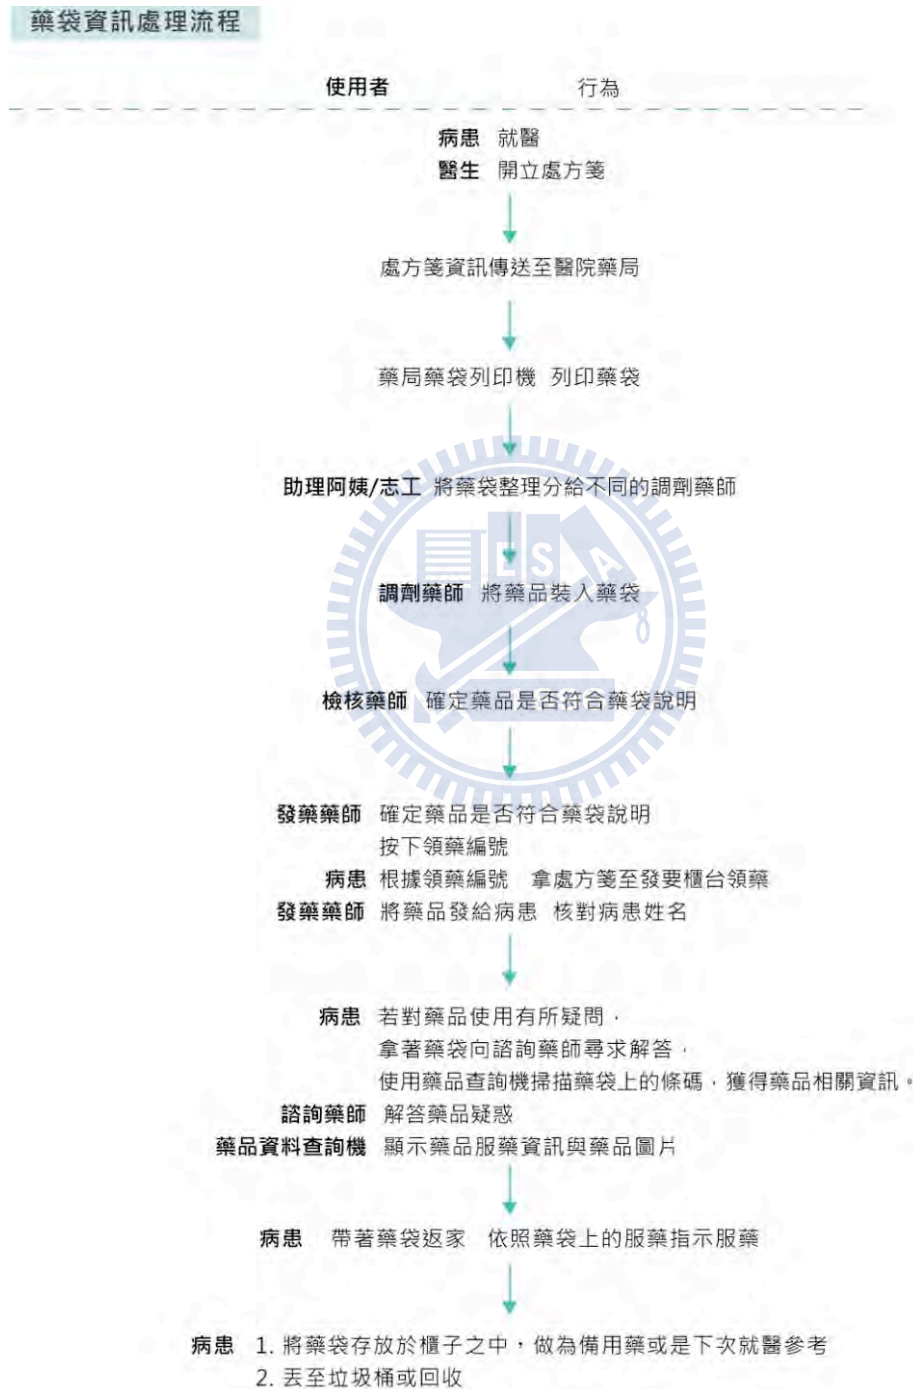 藥袋資訊處理流程
使用者 行為
病患 就醫
醫生 開立處方箋
處方箋資訊傳送至醫院藥局
藥局藥袋列印機 列印藥袋
助理阿姨/志工 將藥袋整理分給不同的調劑藥師
ESA
調劑藥師 將藥品裝入藥袋
8
檢核藥師 確定藥品是否符合藥袋說明
1896
發藥藥師 確定藥品是否符合藥袋說明
按下領藥編號
病患 根據領藥編號 拿處方箋至發要櫃台領藥
發藥藥師 將藥品發給病患 核對病患姓名
病患 若對藥品使用有所疑問，
拿著藥袋向諮詢藥師尋求解答，
使用藥品查詢機掃描藥袋上的條碼，獲得藥品相關資訊。
諮詢藥師 解答藥品疑惑
藥品資料查詢機 顯示藥品服藥資訊與藥品圖片
病患 帶著藥袋返家 依照藥袋上的服藥指示服藥
病患 1. 將藥袋存放於櫃子之中，做為備用藥或是下次就醫參考
2. 丟至垃圾桶或回收